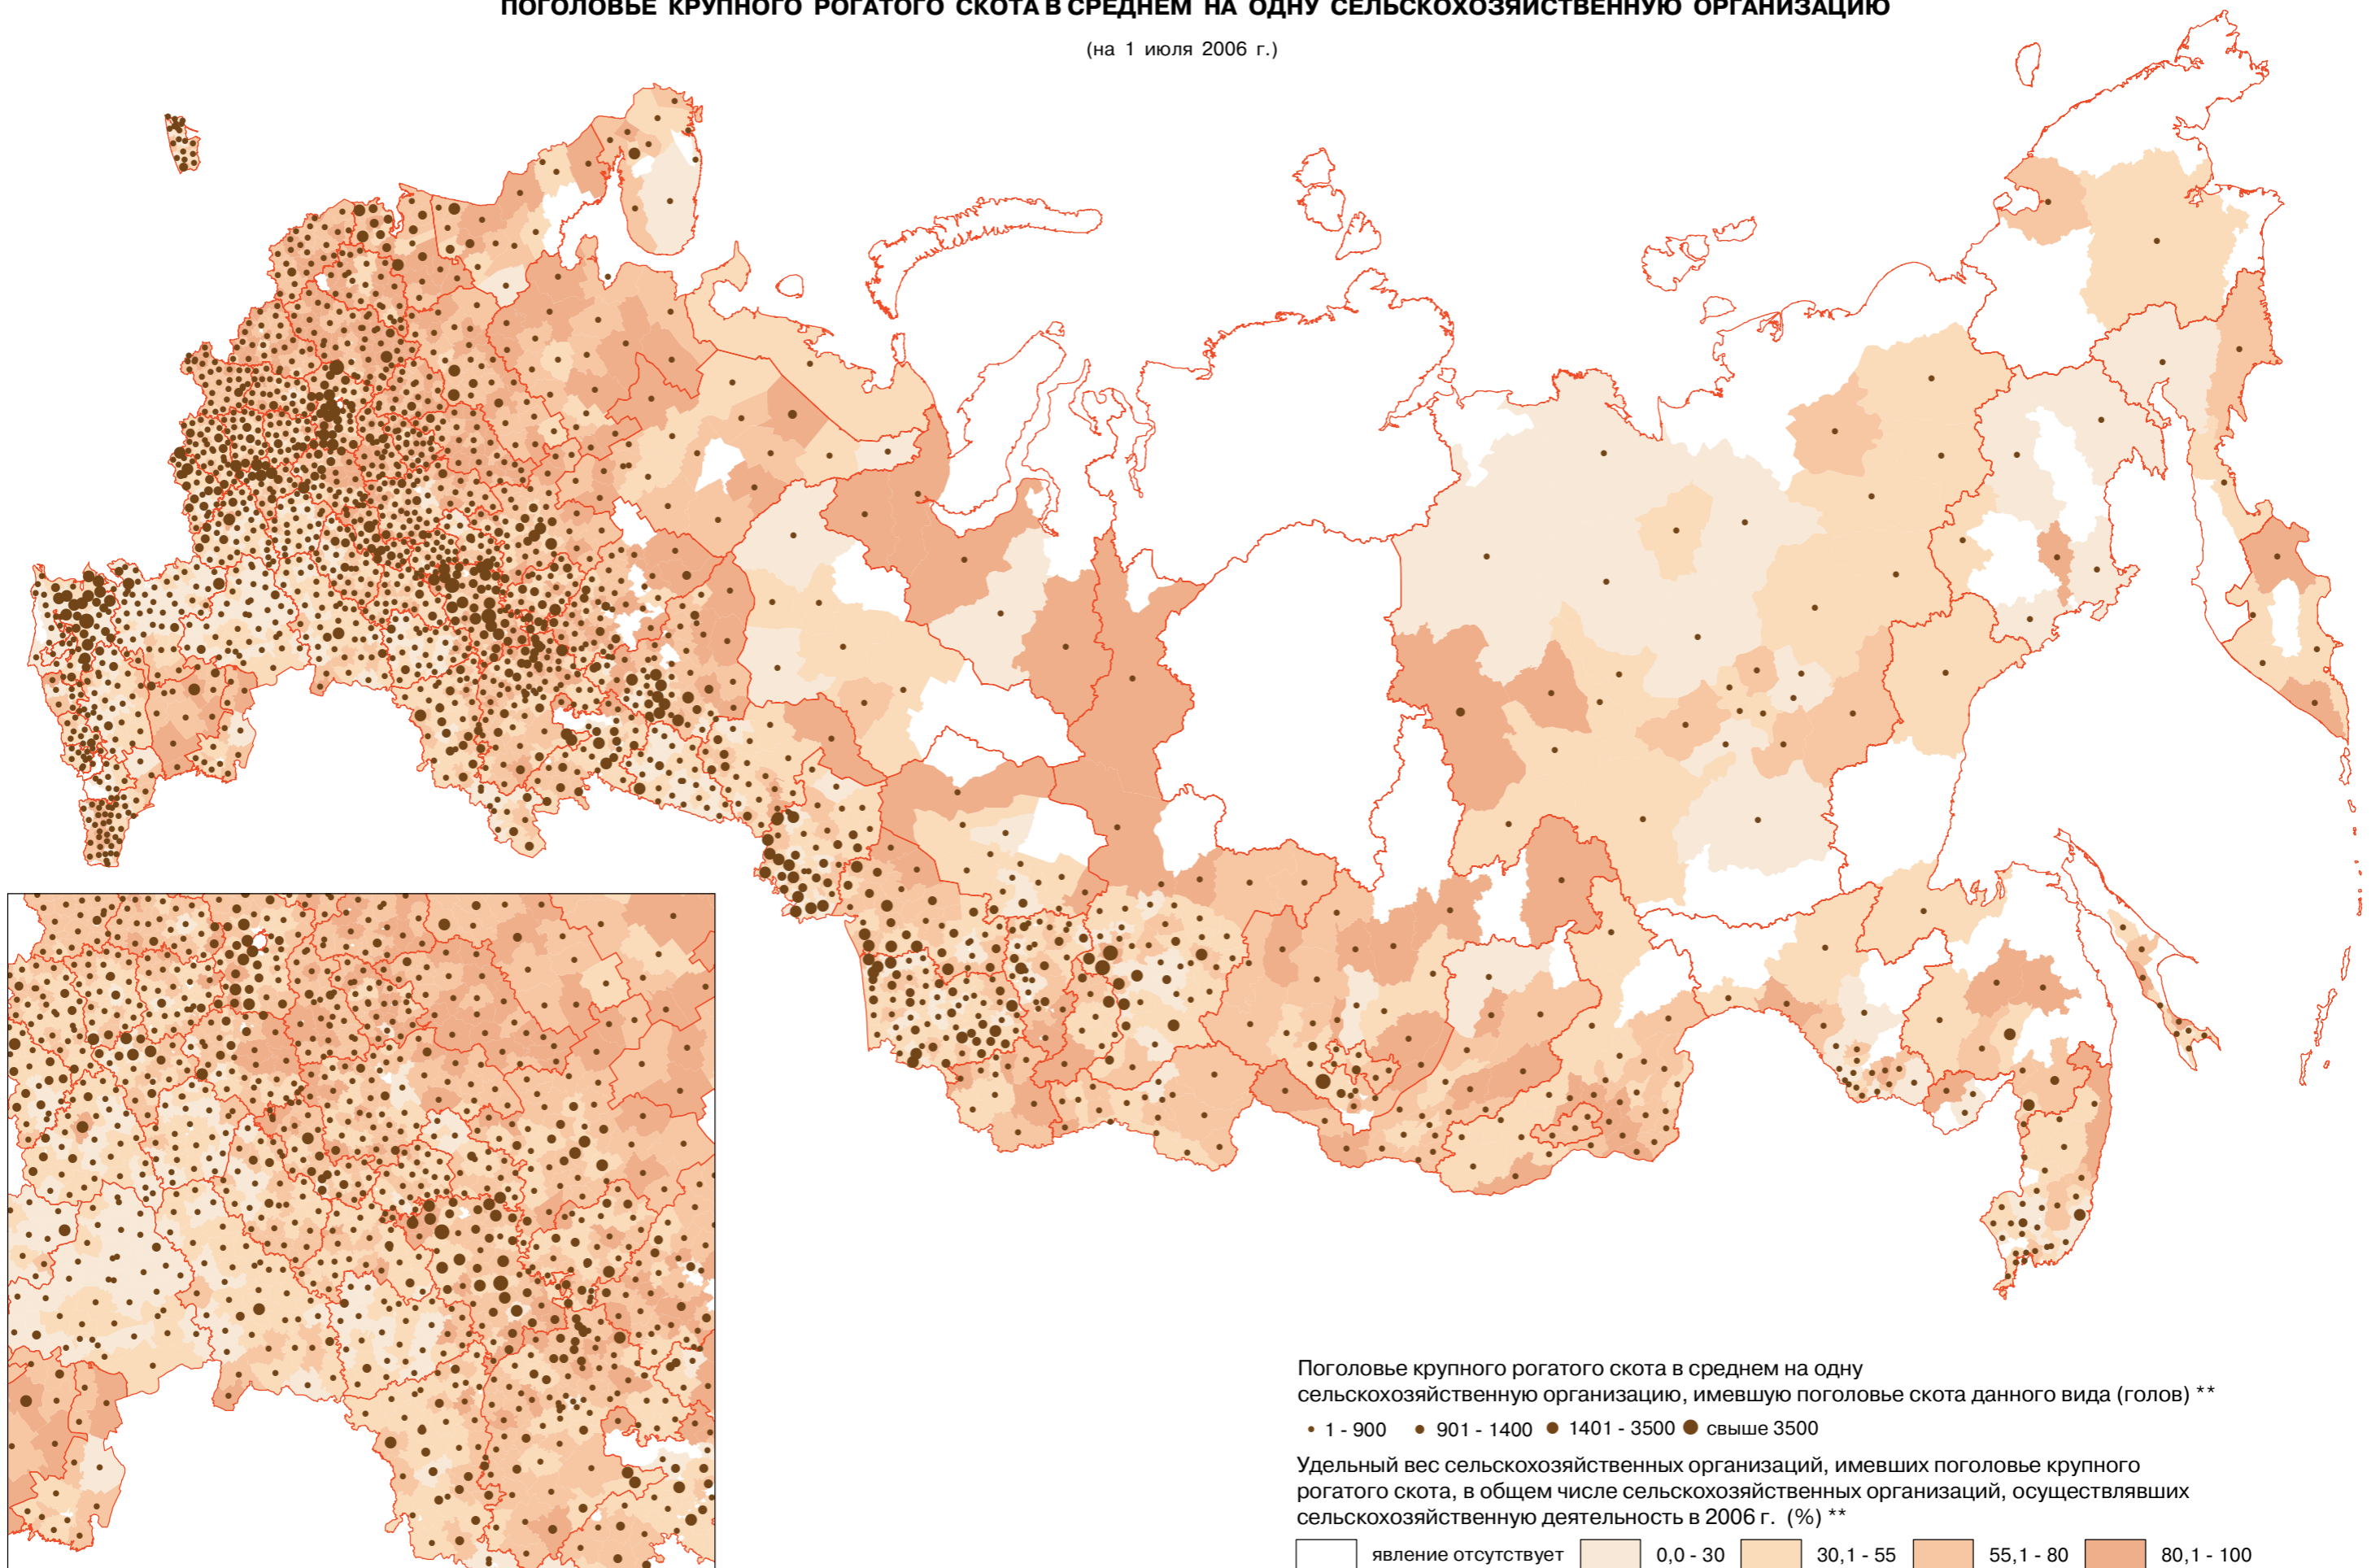 ПОГОЛОВЬЕ КРУПНОГО РОГАТОГО СКОТА В СРЕДНЕМ НА ОДНУ СЕЛЬСКОХОЗЯЙСТВЕННУЮ ОРГАНИЗАЦИЮ
(на 1 июля 2006 г.)
Поголовье крупного рогатого скота в среднем на одну
сельскохозяйственную организацию, имевшую поголовье скота данного вида (голов) **
1 - 900 901 - 1400 1401 - 3500 свыше 3500
Удельный вес сельскохозяйственных организаций, имевших поголовье крупного
рогатого скота, в общем числе сельскохозяйственных организаций, осуществлявших
сельскохозяйственную деятельность в 2006 г. (%) **
явление отсутствует 0,0 - 30 30,1 - 55 55,1 - 80 80,1 - 100